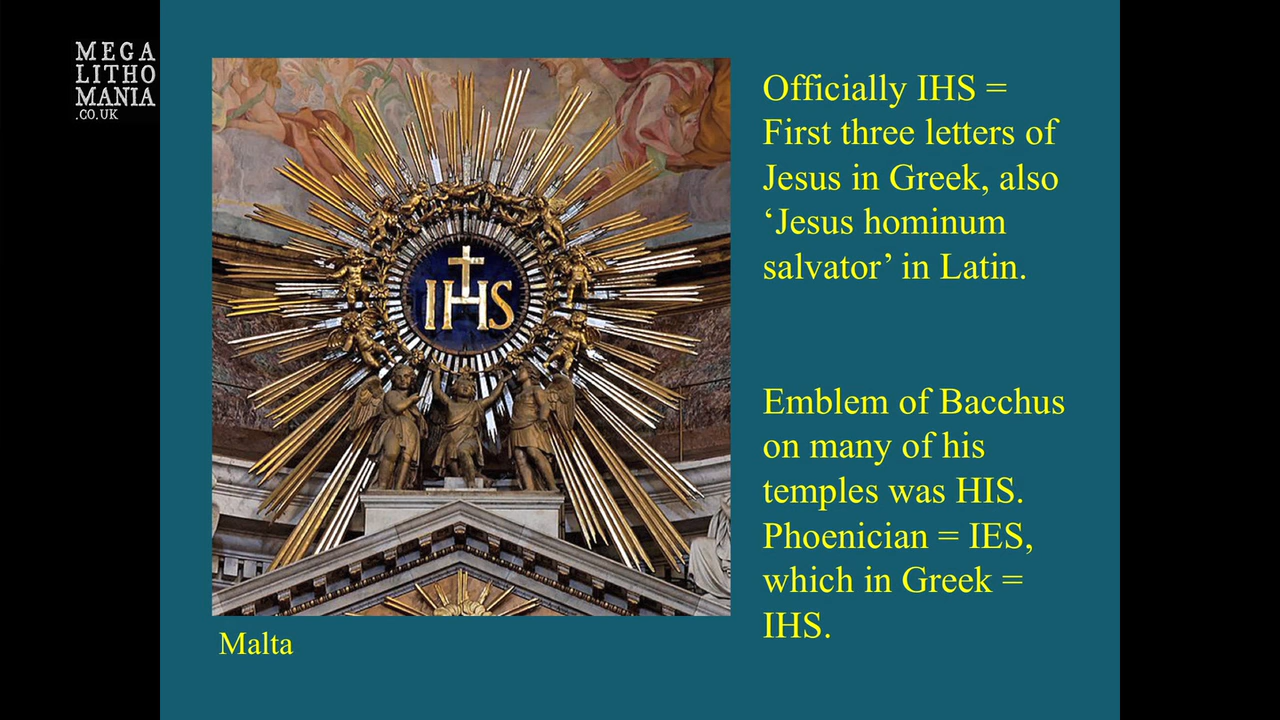 MEGA
LITHO
MANIA
.CO.UK
IHS
Malta
Officially IHS =
First three letters of
Jesus in Greek, also
‘Jesus hominum
salvator’ in Latin.
Emblem of Bacchus
on many of his
temples was HIS.
Phoenician = IES,
which in Greek =
IHS.